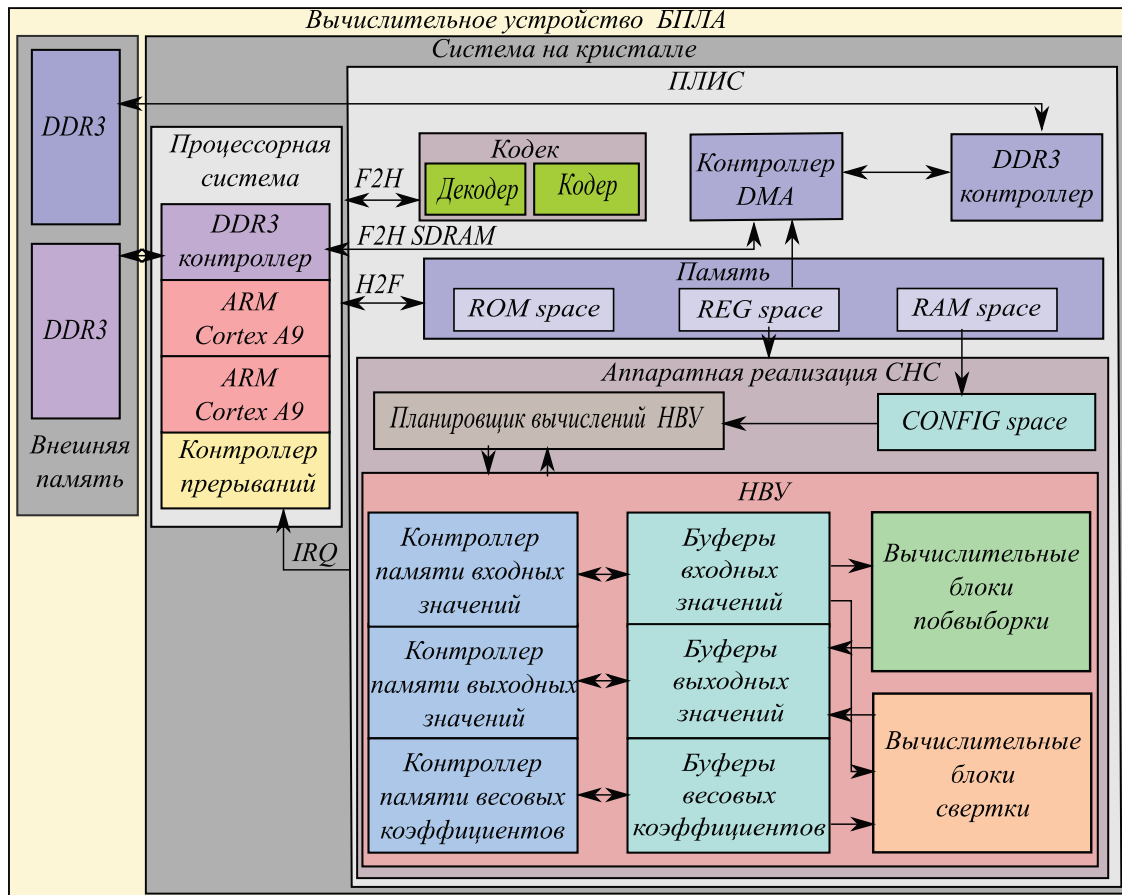 Вычислительное устройство БПЛА
Система на кристалле
ПЛИС
DDR3
DDR3
Внешняя
память
Процессорная
система
DDR3
контроллер
ARM
Cortex A9
ARM
Cortex A9
Контроллер
прерываний
IRQ
F2H
F2H SDRAM
H2F
Кодек
Декодер
Кодер
Контроллер
DMA
DDR3
контроллер
Память
ROM space
REG space
RAM space
Аппаратная реализация СНС
Планировщик вычислений НВУ
CONFIG space
НВУ
Контроллер
памяти входных
значений
Контроллер
памяти выходных
значений
Контроллер
памяти весовых
коэффициентов
Буферы
входных
значений
Буферы
выходных
значений
Буферы
весовых
коэффициентов
Вычислительные
блоки
побвыборки
Вычислительные
блоки
свертки